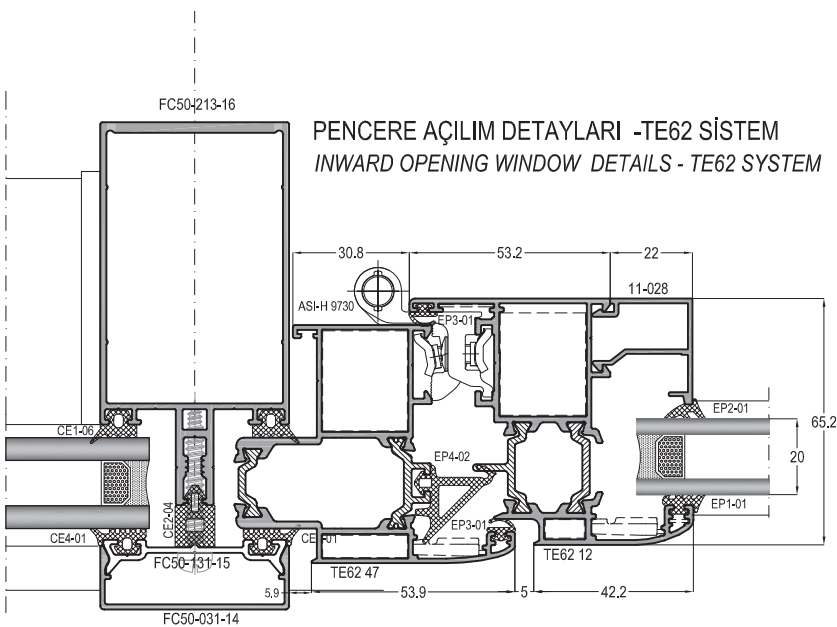 FC50-213-16
PENCERE AÇILIM DETAYLARI -TE62 SİSTEM
INWARD OPENING WINDOW DETAILS - TE62 SYSTEM
30.8
53.2
22
11-028
ASI-H 9730
EP3-01
EP2-01
CE1-06
65.2
EP4-02
20
CE2-04
EP1-01
EP3-01
CE4-01
TE62 12
FC50-131-15
TE62 47
5,9
53.9
5
42.2
FC50-031-14